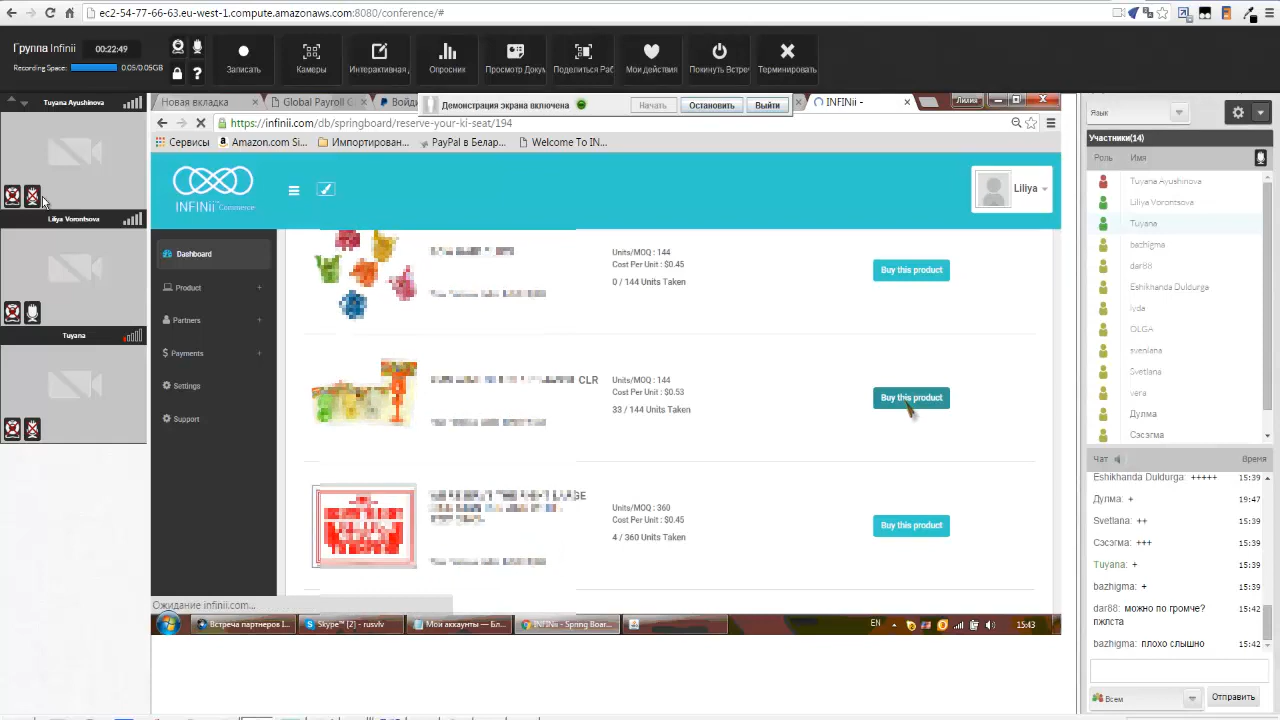 ec2-54-77-66-63.eu-west-1.compute.amazonaws.com:8080/conference/#
Группа Infinii
00:22:49
Recording Space:
0.05/0.05GB
Записать
Камеры
Интерактивная
Опросник
Просмотр Доку
Поделиться Раб
Мои действия
Покинуть Встре
Терминировать
Tuyana Ayushinova
Liliya Vorontsova
Tuyana
Новая вкладка
Global Payroll
Войди
Демонстрация экрана включена
Начать
Остановить
Выйти
INFINii -
Лилия
https://infinii.com/db/springboard/reserve-your-ki-seat/194
Сервисы
Amazon.com Si...
Импортирован...
PayPal в Белар...
Welcome To IN...
INFINii Commerce
Liliya
Dashboard
Product
Partners
Payments
Settings
Support
Units/MOQ : 144
Cost Per Unit : $0.45
0 / 144 Units Taken
Buy this product
CLR
Units/MOQ : 144
Cost Per Unit : $0.53
33 / 144 Units Taken
Buy this product
Units/MOQ : 360
Cost Per Unit : $0.45
4 / 360 Units Taken
Buy this product
Ожидание infinii.com...
Встреча партнеров I...
Skype™ [2] - rusvlv
Мои аккаунты — Бл...
INFINii - Spring Boar...
EN
15:43
Язык
Участники(14)
Роль Имя
Tuyana Ayushinova
Liliya Vorontsova
Tuyana
bazhigma
dar88
Eshikhanda Duldurga
lyda
OLGA
svenlana
Svetlana
vera
Дулма
Сэсэгма
Чат
Время
Eshikhanda Duldurga: +++++ 15:39
Дулма: + 19:47
Svetlana: ++ 15:39
Сэсэгма: +++ 15:39
Tuyana: + 15:39
bazhigma: + 15:39
dar88: можно по громче? 15:42
пжлста
bazhigma: плохо слышно 15:42
Всем
Отправить